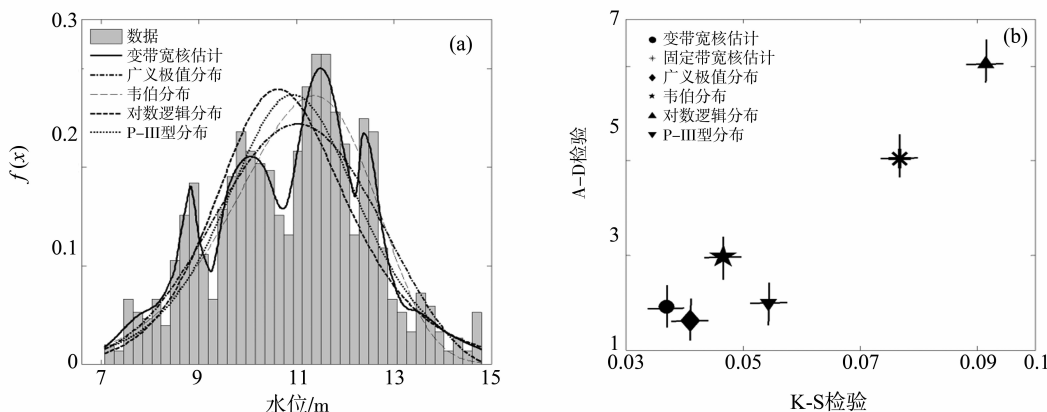 0.3
0.2
0.1
0
f(x)
数据
变带宽核估计
广义极值分布
韦伯分布
对数逻辑分布
P-III型分布
(a)
7
9
11
13
15
水位/m
7
5
3
1
A-D检验
变带宽核估计
固定带宽核估计
广义极值分布
韦伯分布
对数逻辑分布
P-III型分布
(b)
0.03
0.05
0.07
0.09
0.1
K-S检验